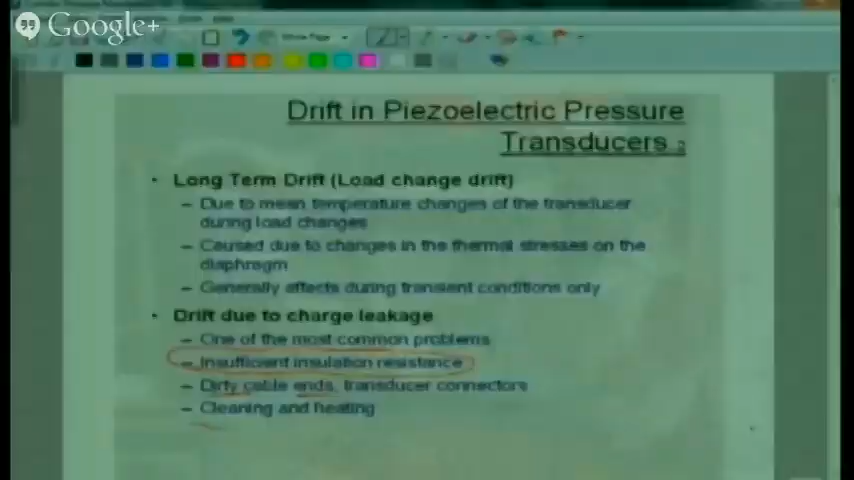 Google+
Drift in Piezoelectric Pressure
Transducers 2
• Long Term Drift (Load change drift)
– Due to mean temperature changes of the transducer
during load changes
– Caused due to changes in the thermal stresses on the
diaphragm
– Generally affects during transient conditions only
• Drift due to charge leakage
– One of the most common problems
– Insufficient insulation resistance
– Dirty cable ends, transducer connectors
– Cleaning and heating